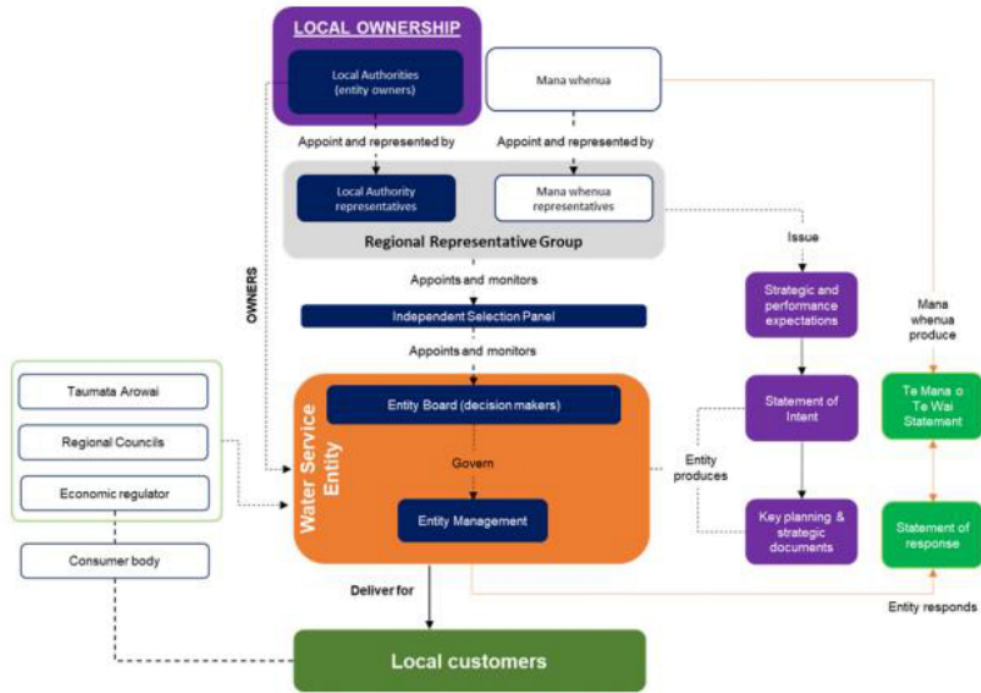 LOCAL OWNERSHIP
Local Authorities
(entity owners)
Mana whenua
Appoint and represented by
Appoint and represented by
Local Authority
representatives
Mana whenua
representatives
Regional Representative Group
Issue
OWNERS
Appoints and monitors
Strategic and
performance
expectations
Mana
whenua
produce
Independent Selection Panel
Appoints and monitors
Taumata Arowai
Regional Councils
Economic regulator
Consumer body
Water Service
Entity
Entity Board (decision makers)
Govern
Entity Management
Entity
produces
Statement of
Intent
Key planning &
strategic
documents
Te Mana o
Te Wai
Statement
Statement of
response
Entity responds
Deliver for
Local customers